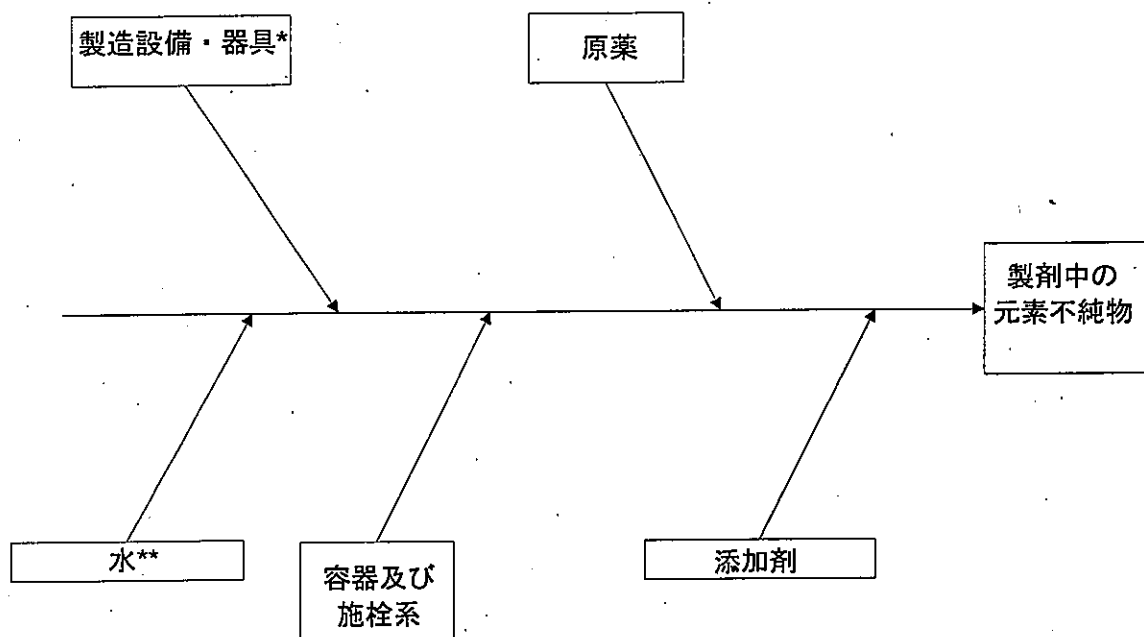 製造設備・器具*
原薬
製剤中の
元素不純物
水**
容器及び
施栓系
添加剤